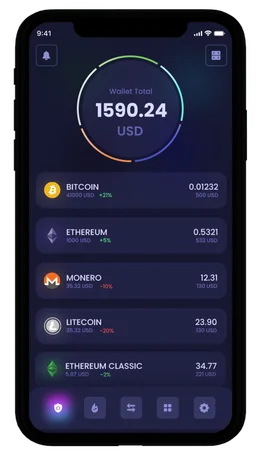 9:41
Wallet Total
1590.24
USD
BITCOIN 0.01232
41000 USD +21% 500 USD
ETHEREUM 0.5321
1000 USD +5% 532 USD
MONERO 12.31
35.32 USD -10% 130 USD
LITECOIN 23.90
35.32 USD -20% 130 USD
ETHEREUM CLASSIC 34.77
5.87 USD -2% 221 USD